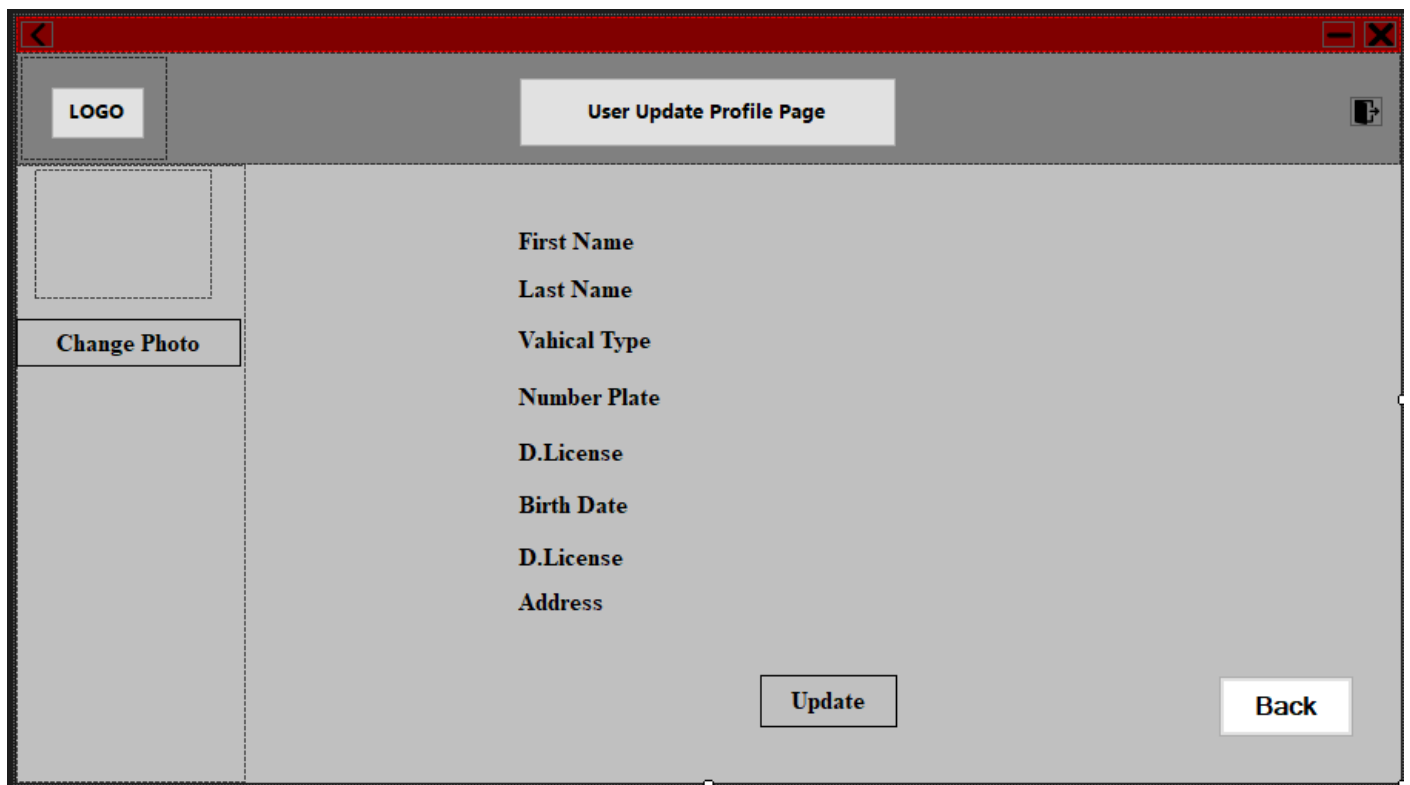 LOGO
User Update Profile Page
Change Photo
First Name
Last Name
Vahical Type
Number Plate
D.License
Birth Date
D.License
Address
Update
Back